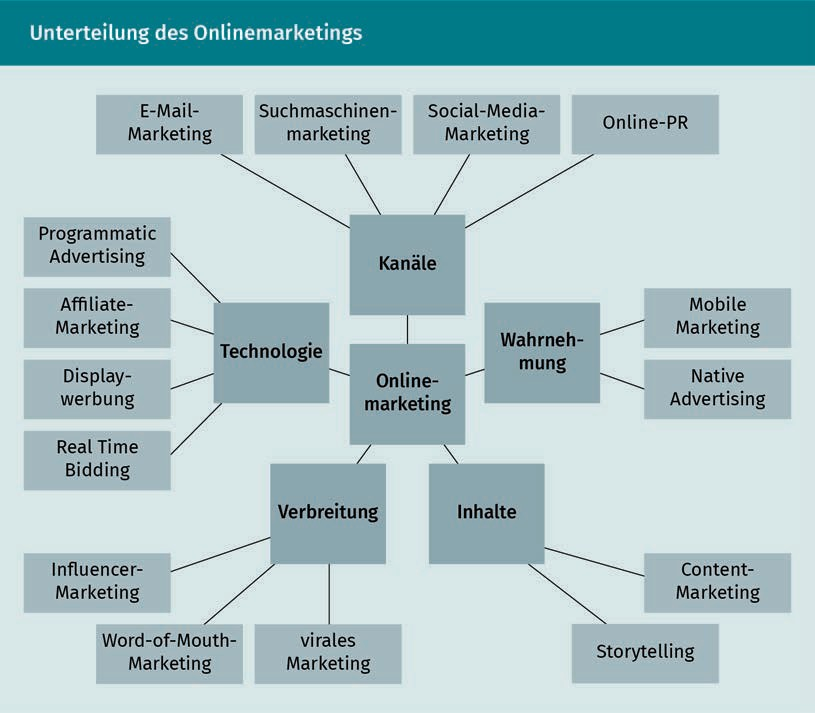 Unterteilung des Onlinemarketings
E-Mail-
Marketing
Suchmaschinen-
marketing
Social-Media-
Marketing
Online-PR
Kanäle
Programmatic
Advertising
Affiliate-
Marketing
Display-
werbung
Real Time
Bidding
Technologie
Online-
marketing
Wahrneh-
mung
Mobile
Marketing
Native
Advertising
Verbreitung
Inhalte
Influencer-
Marketing
Word-of-Mouth-
Marketing
virales
Marketing
Content-
Marketing
Storytelling